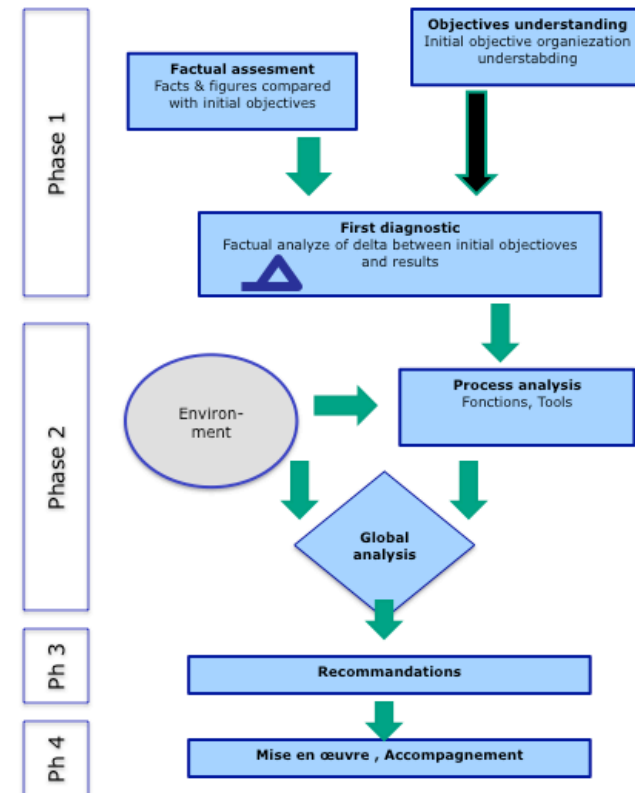 Phase 1
Objectives understanding
Initial objective organiezation
understabding
Factual assesment
Facts & figures compared
with initial objectives
First diagnostic
Factual analyze of delta between initial objectioves
and results
Phase 2
Process analysis
Fonctions, Tools
Environ-
ment
Global
analysis
Ph 3
Recommandations
Ph 4
Mise en œuvre , Accompagnement